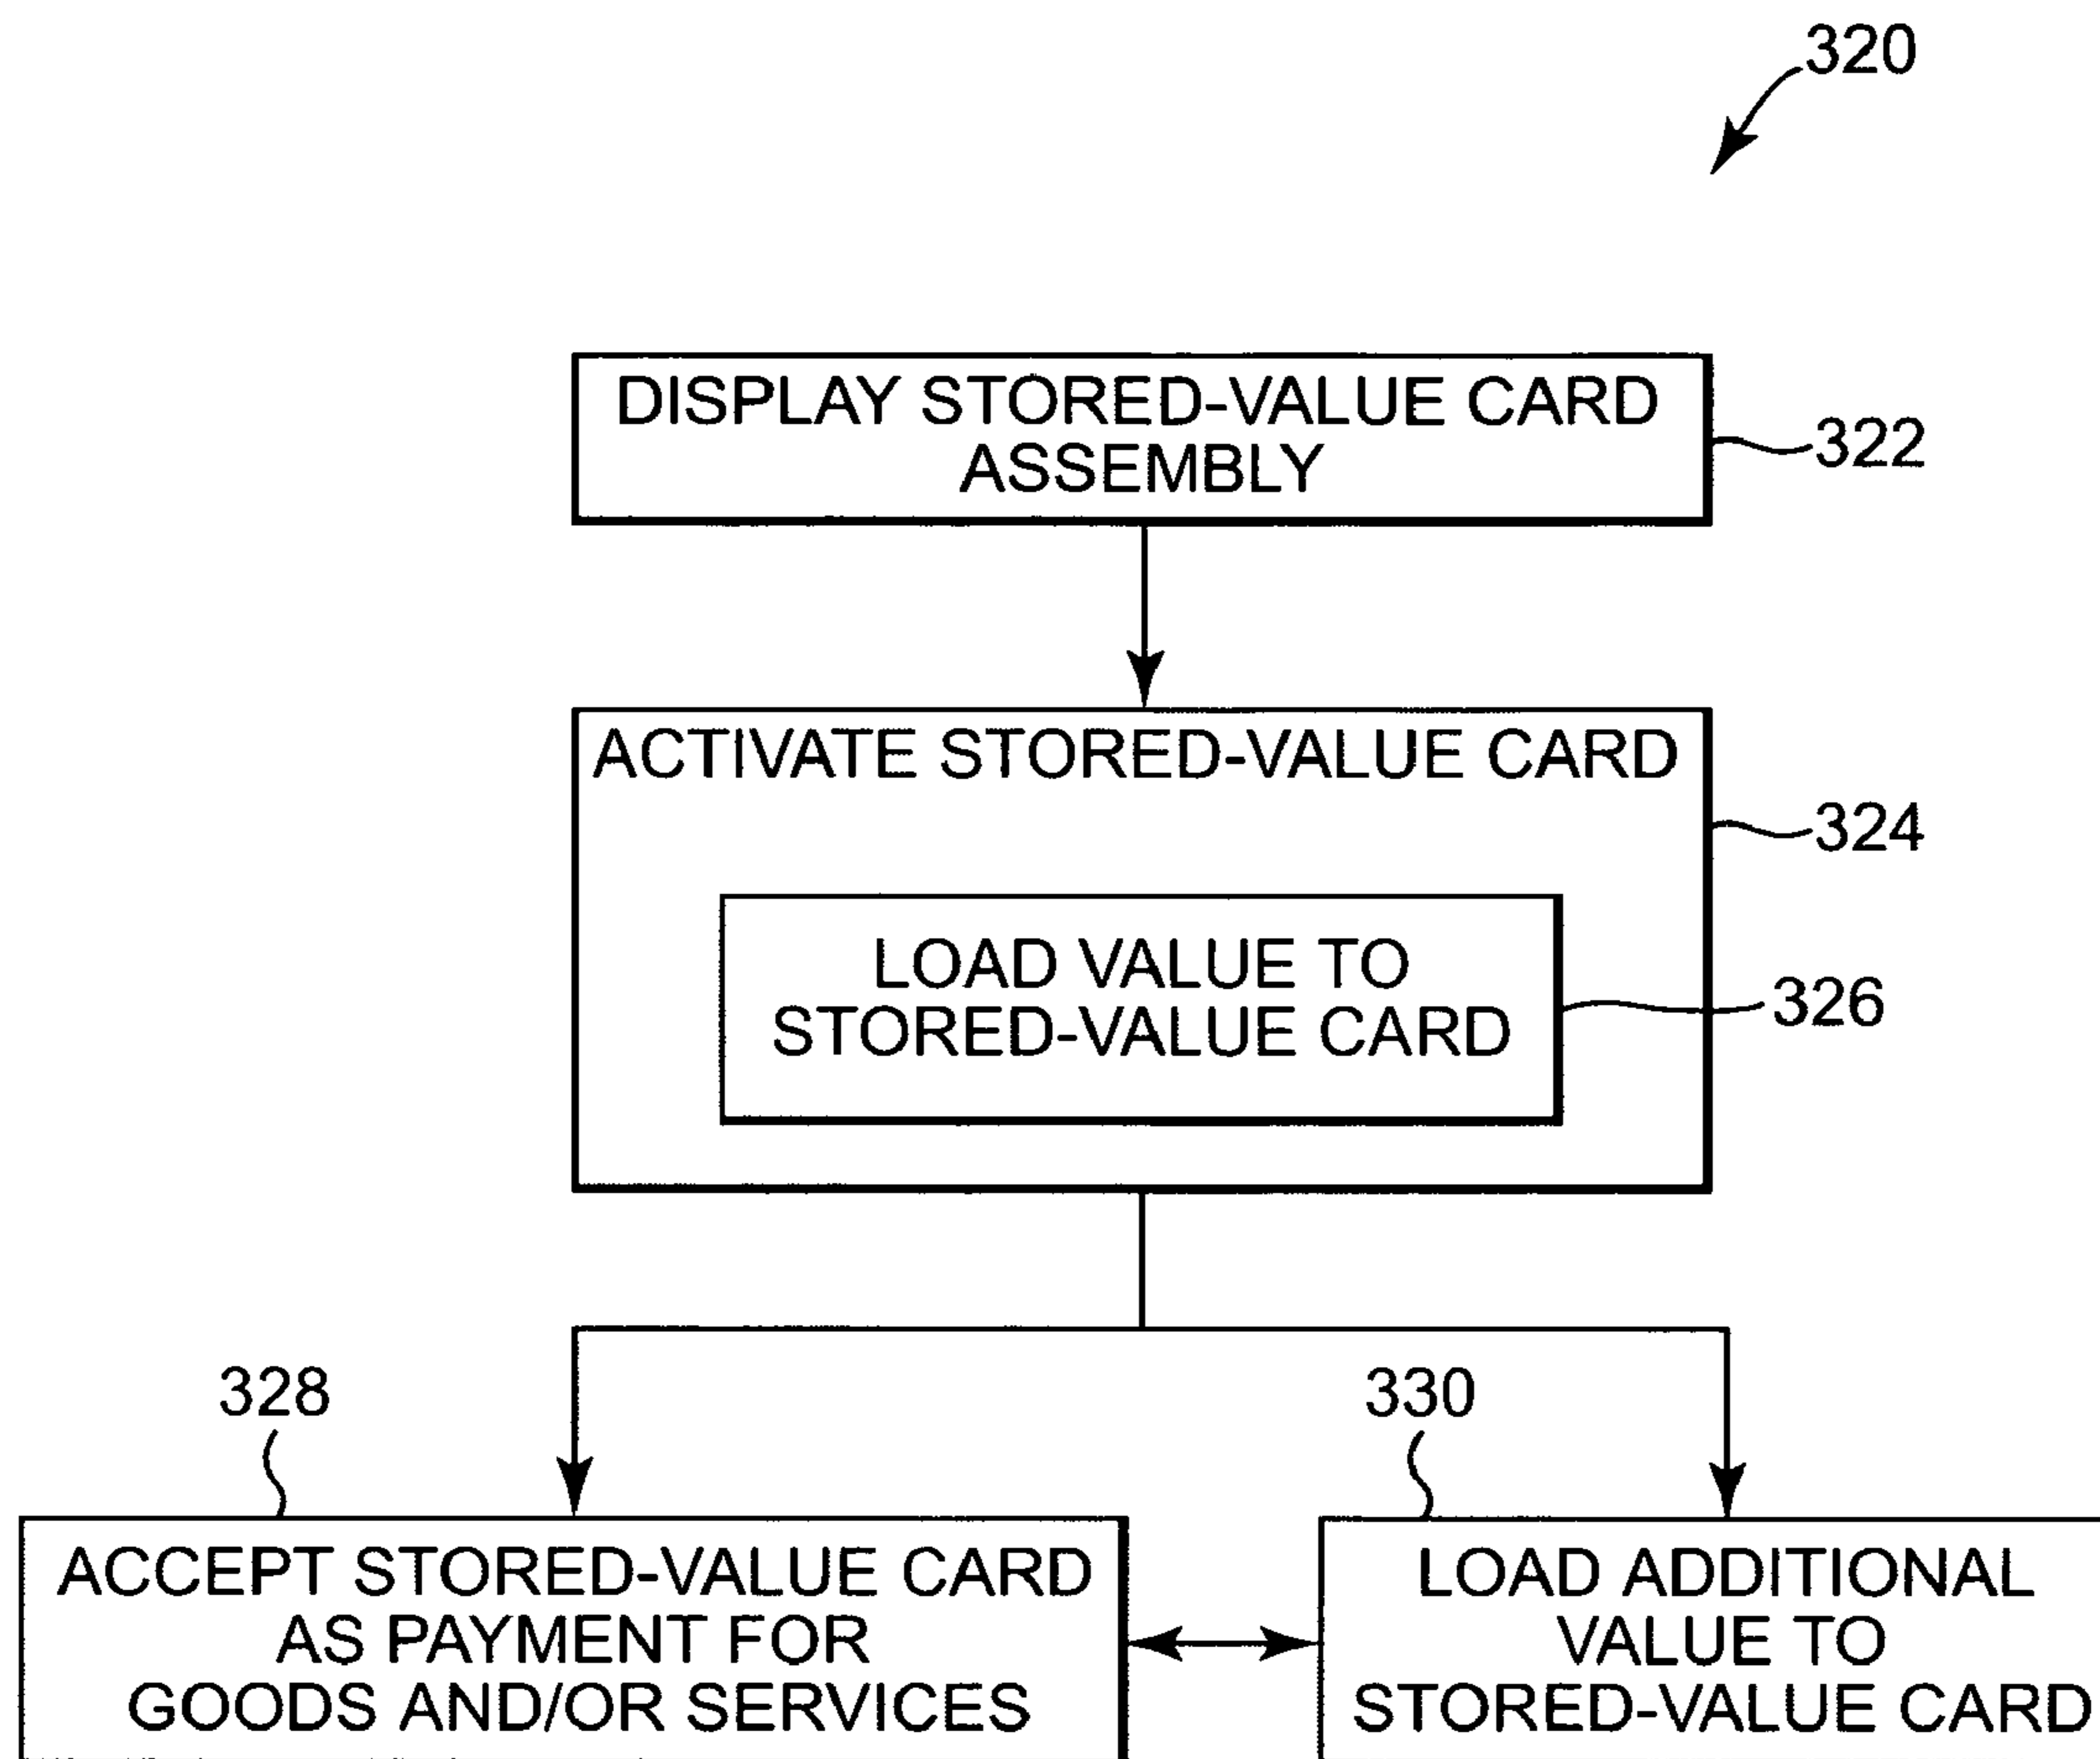 320
DISPLAY STORED-VALUE CARD
ASSEMBLY
322
ACTIVATE STORED-VALUE CARD
324
LOAD VALUE TO
STORED-VALUE CARD
326
328
330
ACCEPT STORED-VALUE CARD
AS PAYMENT FOR
GOODS AND/OR SERVICES
LOAD ADDITIONAL
VALUE TO
STORED-VALUE CARD